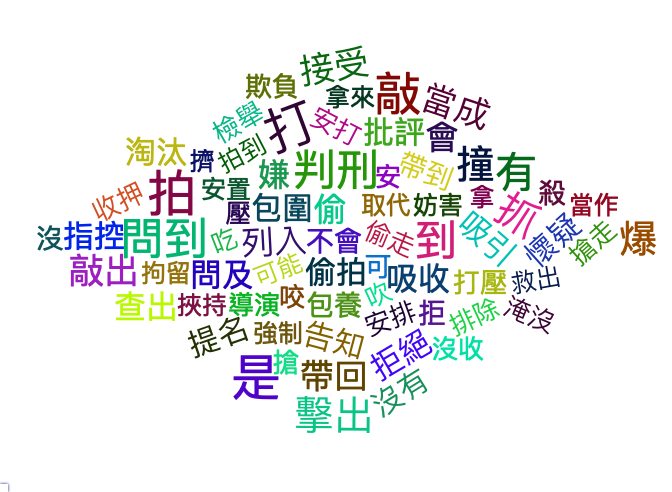 接受
欺負
拿來
敲
當成
檢舉
打
安打
批評
會
淘汰
擠
拍到
嫌
判刑
安
帶到
撞
有
收押
拍
安置
壓
包圍
偷
取代
妨害
拿
抓
殺
當作
沒
指控
問到
吃
列入
不會
偷走
到
吸引
懷疑
搶走
爆
敲出
拘留
問及
可能
偷拍
可
吸收
打壓
救出
查出
挾持
導演
咬
包養
吹
安排
拒
排除
淹沒
提名
強制
告知
拒絕
沒收
是
搶
帶回
沒有
擊出